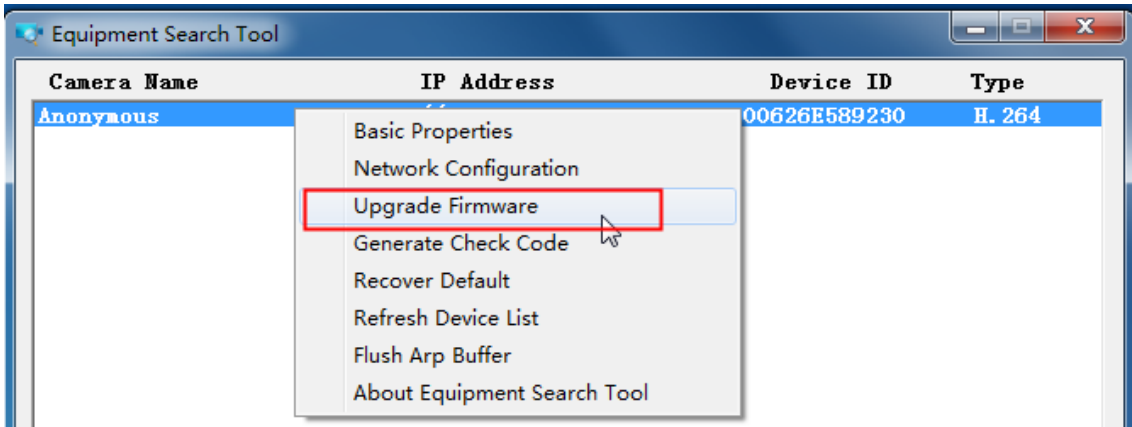 Equipment Search Tool
Camera Name IP Address Device ID Type
Anonymous 00626E589230 H.264
Basic Properties
Network Configuration
Upgrade Firmware
Generate Check Code
Recover Default
Refresh Device List
Flush Arp Buffer
About Equipment Search Tool